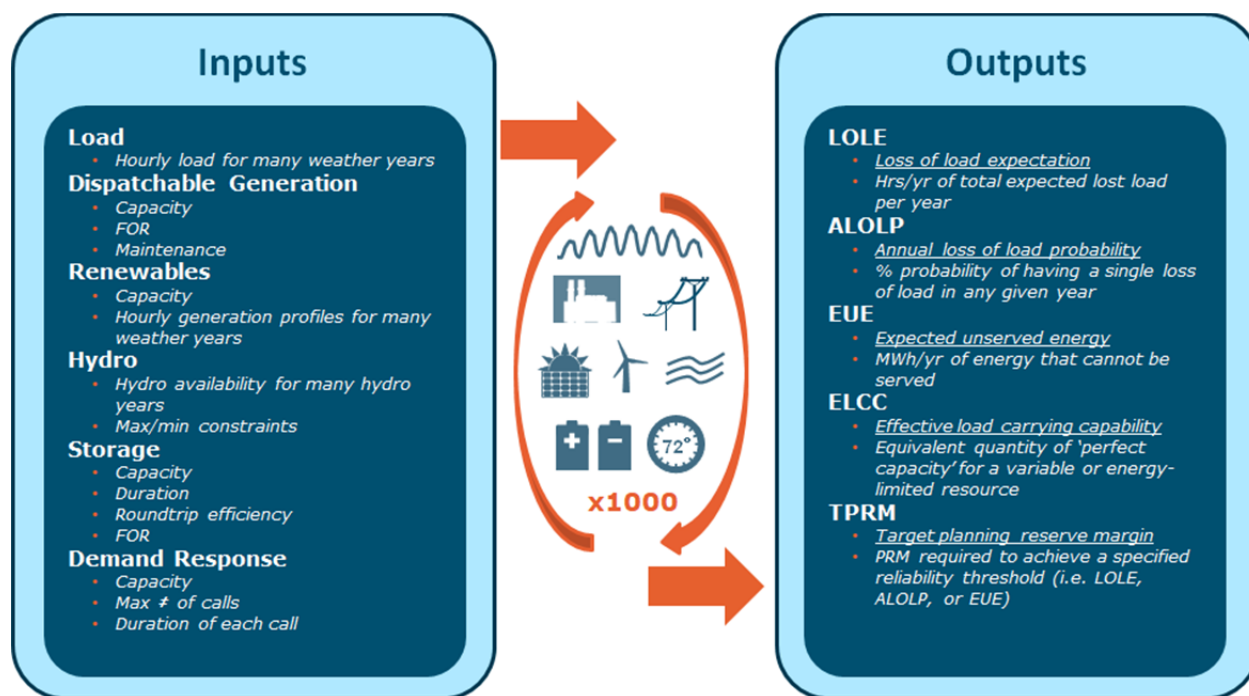 Inputs
Load
• Hourly load for many weather years
Dispatchable Generation
• Capacity
• FOR
• Maintenance
Renewables
• Capacity
• Hourly generation profiles for many
weather years
Hydro
• Hydro availability for many hydro
years
• Max/min constraints
Storage
• Capacity
• Duration
• Roundtrip efficiency
• FOR
Demand Response
• Capacity
• Max # of calls
• Duration of each call
+
−
72°
x1000
Outputs
LOLE
• Loss of load expectation
• Hrs/yr of total expected lost load
per year
ALOLP
• Annual loss of load probability
• % probability of having a single loss
of load in any given year
EUE
• Expected unserved energy
• MWh/yr of energy that cannot be
served
ELCC
• Effective load carrying capability
• Equivalent quantity of ‘perfect
capacity’ for a variable or energy-
limited resource
TPRM
• Target planning reserve margin
• PRM required to achieve a specified
reliability threshold (i.e. LOLE,
ALOLP, or EUE)